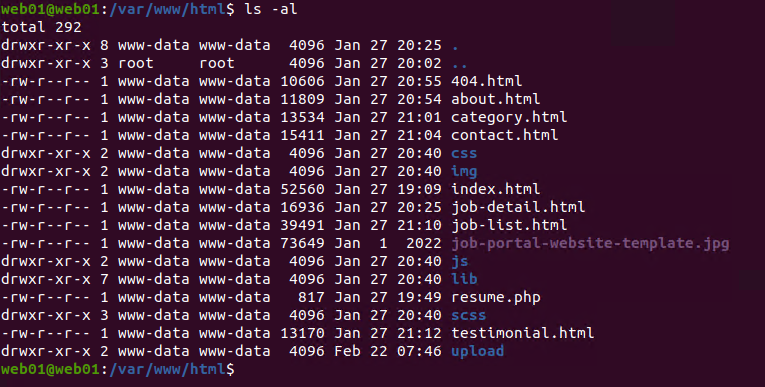 web01@web01:/var/www/html$ ls -al
total 292
drwxr-xr-x 8 www-data www-data  4096 Jan 27 20:25 .
drwxr-xr-x 3 root     root      4096 Jan 27 20:02 ..
-rw-r--r-- 1 www-data www-data 10606 Jan 27 20:55 404.html
-rw-r--r-- 1 www-data www-data 11809 Jan 27 20:54 about.html
-rw-r--r-- 1 www-data www-data 13534 Jan 27 21:01 category.html
-rw-r--r-- 1 www-data www-data 15411 Jan 27 21:04 contact.html
drwxr-xr-x 2 www-data www-data  4096 Jan 27 20:40 css
drwxr-xr-x 2 www-data www-data  4096 Jan 27 20:40 img
-rw-r--r-- 1 www-data www-data 52560 Jan 27 19:09 index.html
-rw-r--r-- 1 www-data www-data 16936 Jan 27 20:25 job-detail.html
-rw-r--r-- 1 www-data www-data 39491 Jan 27 21:10 job-list.html
-rw-r--r-- 1 www-data www-data 73649 Jan  1  2022 job-portal-website-template.jpg
drwxr-xr-x 2 www-data www-data  4096 Jan 27 20:40 js
drwxr-xr-x 7 www-data www-data  4096 Jan 27 20:40 lib
-rw-r--r-- 1 www-data www-data   817 Jan 27 19:49 resume.php
drwxr-xr-x 3 www-data www-data  4096 Jan 27 20:40 scss
-rw-r--r-- 1 www-data www-data 13170 Jan 27 21:12 testimonial.html
drwxr-xr-x 2 www-data www-data  4096 Feb 22 07:46 upload
web01@web01:/var/www/html$